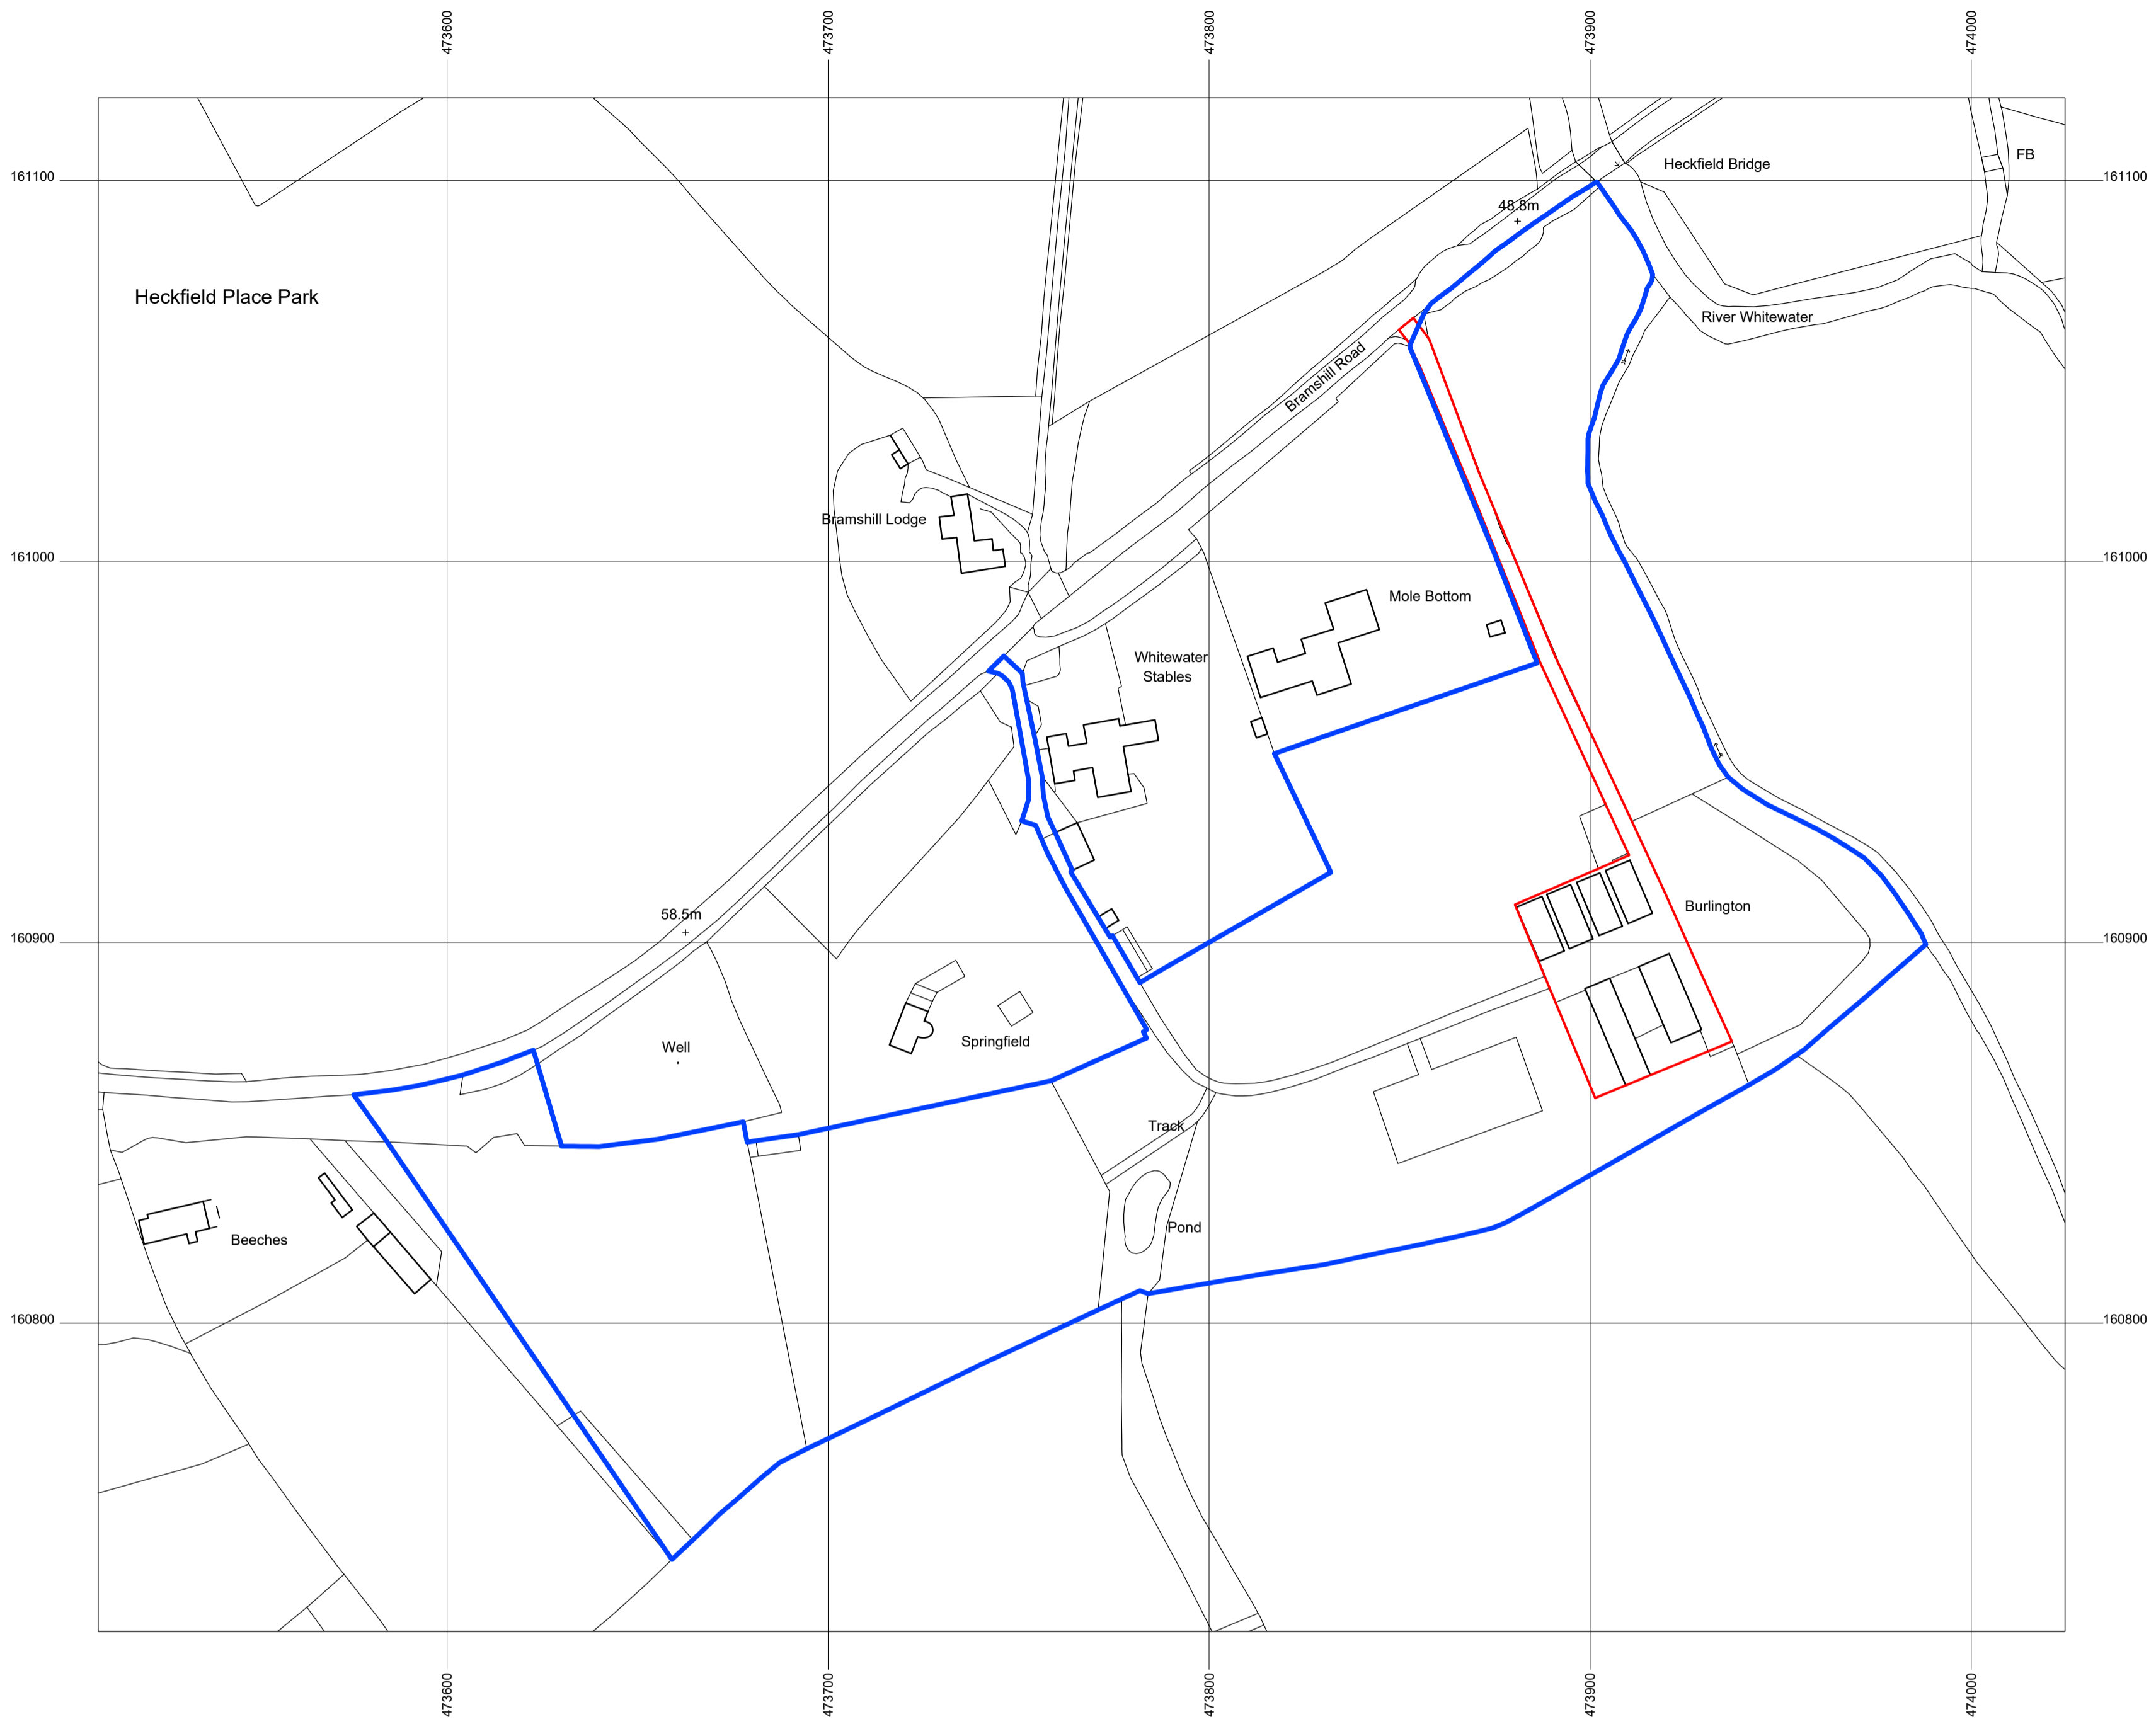 473600
473700
473800
473900
474000
161100
161100
Heckfield Bridge
FB
48.8m
Heckfield Place Park
River Whitewater
Bramshill Road
Bramshill Lodge
161000
161000
Mole Bottom
Whitewater
Stables
58.5m
Burlington
160900
160900
Well
Springfield
Track
Pond
Beeches
160800
160800
473600
473700
473800
473900
474000